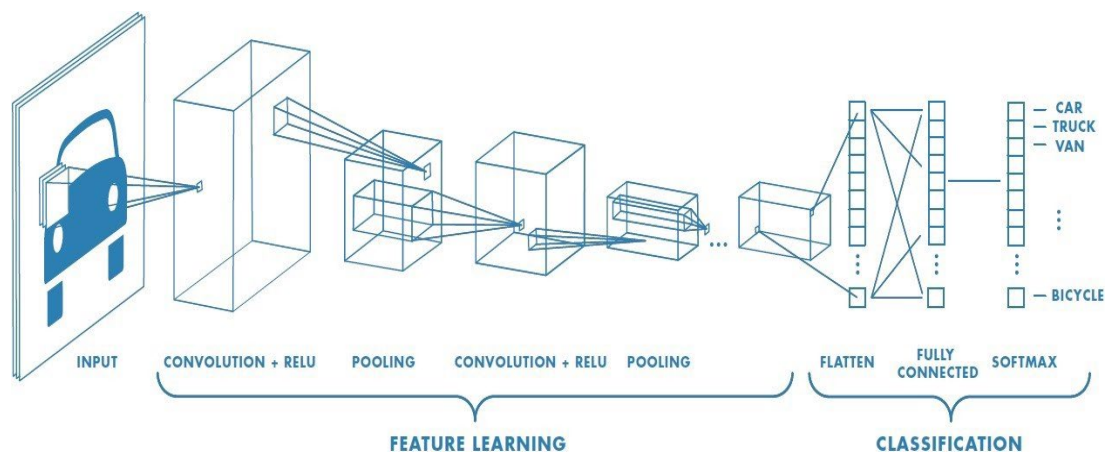 CAR
TRUCK
VAN
BICYCLE
INPUT
CONVOLUTION + RELU
POOLING
CONVOLUTION + RELU
POOLING
FLATTEN
FULLY
CONNECTED
SOFTMAX
FEATURE LEARNING
CLASSIFICATION